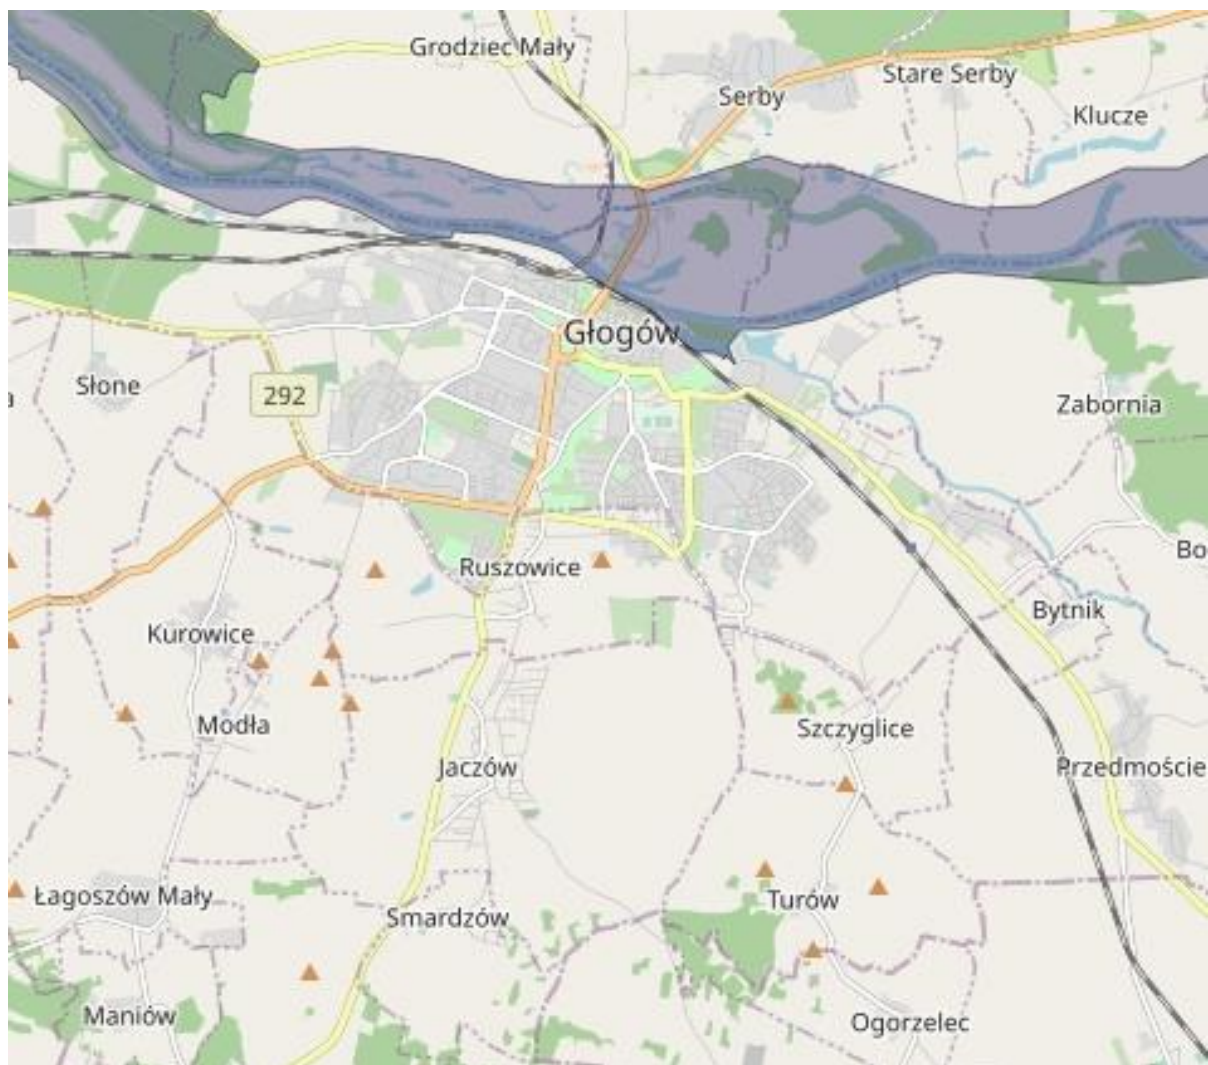 Grodziec Mały
Stare Serby
Serby
Klucze
Głogów
Słone
292
a
Zabornia
Ruszowice
Bo
Bytnik
Kurowice
Modła
Szczyglice
Jaczów
Przedmoście
Łagoszów Mały
Turów
Smardzów
Maniów
Ogorzelec